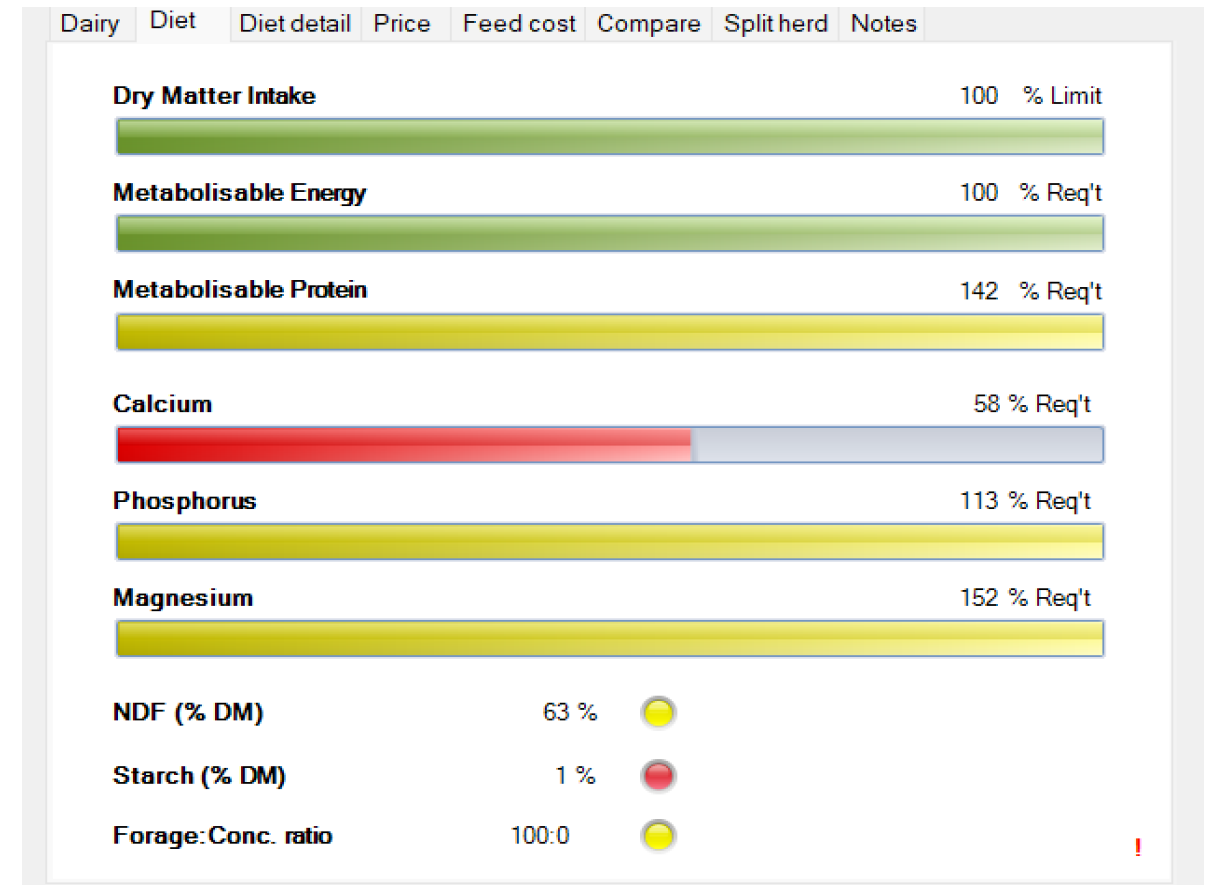 Dairy Diet Diet detail Price Feed cost Compare Split herd Notes
Dry Matter Intake 100 % Limit
Metabolisable Energy 100 % Req't
Metabolisable Protein 142 % Req't
Calcium 58 % Req't
Phosphorus 113 % Req't
Magnesium 152 % Req't
NDF (% DM) 63 %
Starch (% DM) 1 %
Forage:Conc. ratio 100:0
!